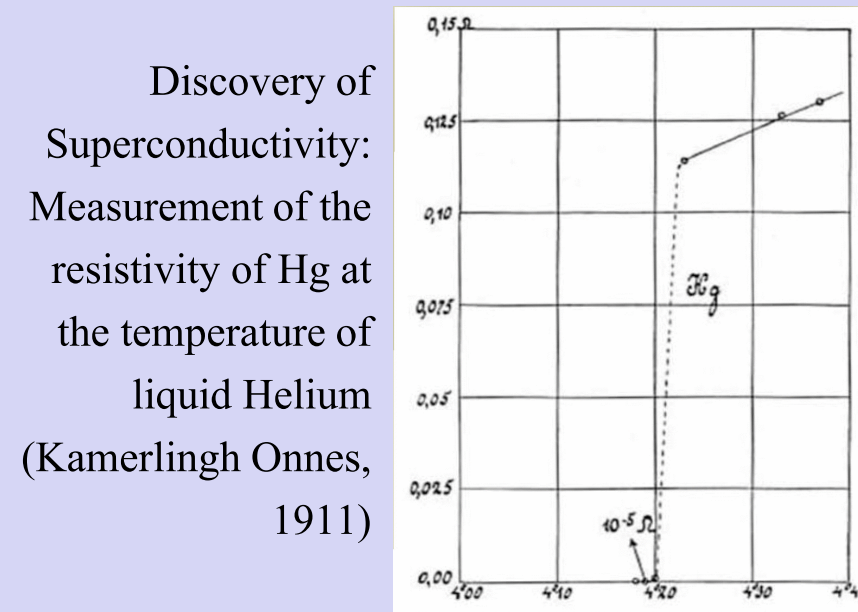 Discovery of
Superconductivity:
Measurement of the
resistivity of Hg at
the temperature of
liquid Helium
(Kamerlingh Onnes,
1911)
0,15 Ω
0,125
0,10
0,075
Hg
0,05
0,025
10-5 Ω
0,00
4°00 4°10 4°20 4°30 4°4